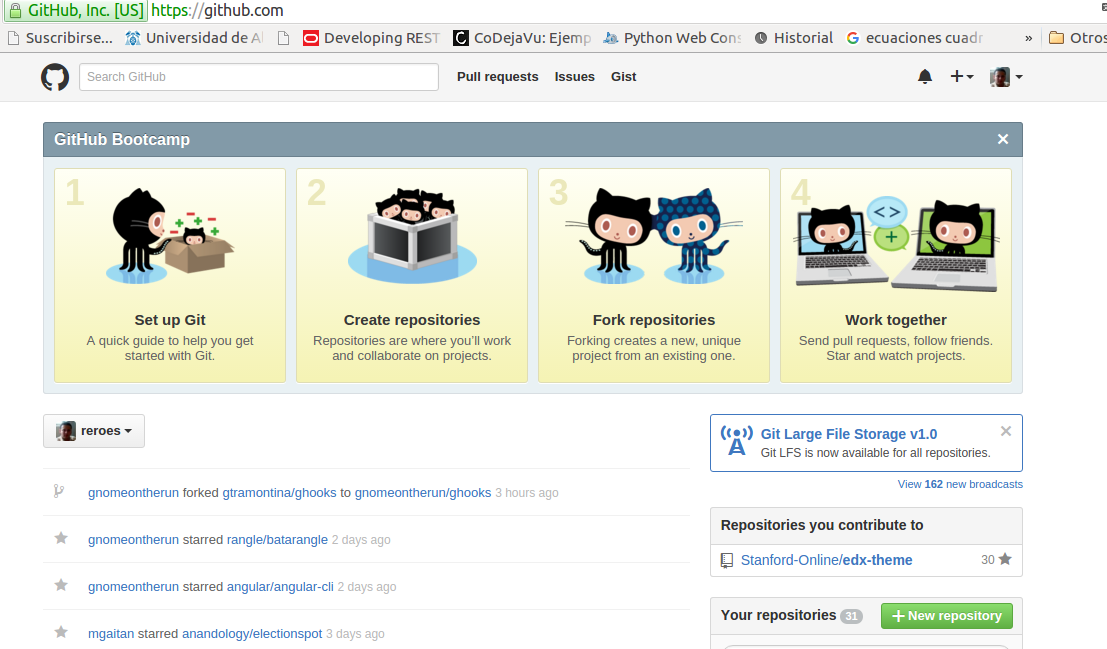 GitHub, Inc. [US] https://github.com
Suscribirse... Universidad de Al Developing REST CoDejaVu: Ejemp Python Web Cons Historial ecuaciones cuadr » Otros
Search GitHub Pull requests Issues Gist
GitHub Bootcamp
1 2 3 4
Set up Git
A quick guide to help you get
started with Git.
Create repositories
Repositories are where you'll work
and collaborate on projects.
Fork repositories
Forking creates a new, unique
project from an existing one.
Work together
Send pull requests, follow friends.
Star and watch projects.
reroes
gnomeontherun forked gtramontina/ghooks to gnomeontherun/ghooks 3 hours ago
gnomeontherun starred rangle/batarangle 2 days ago
gnomeontherun starred angular/angular-cli 2 days ago
mgaitan starred anandology/electionspot 3 days ago
Git Large File Storage v1.0
Git LFS is now available for all repositories.
View 162 new broadcasts
Repositories you contribute to
Stanford-Online/edx-theme 30
Your repositories 31 New repository